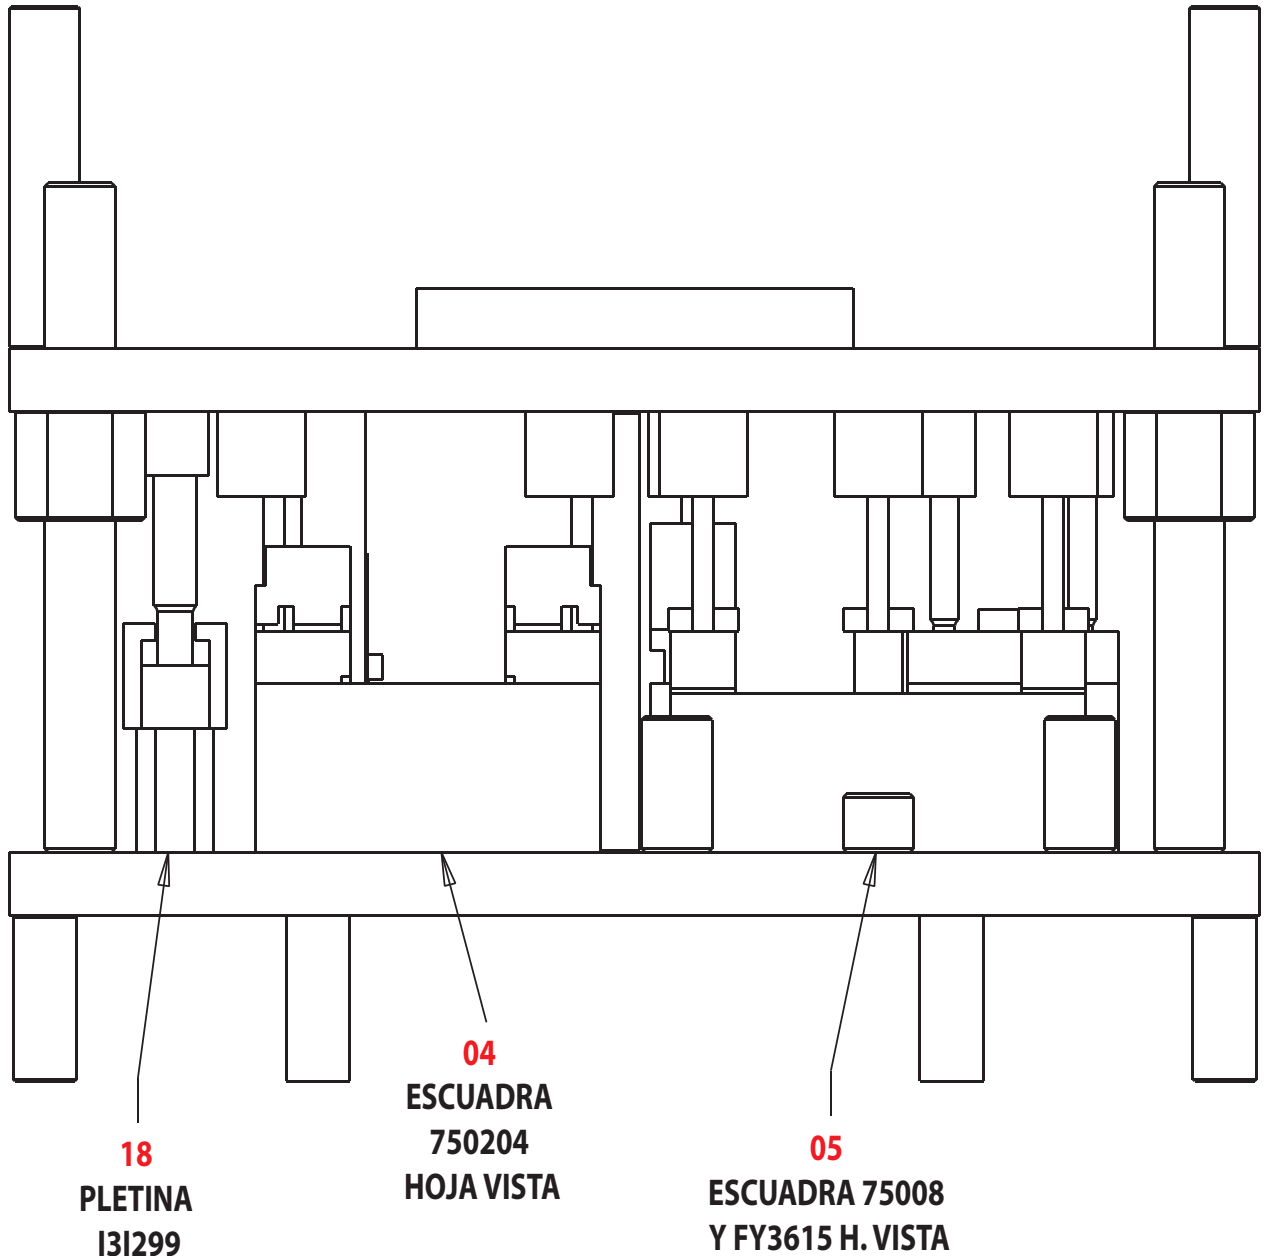 04
ESCUADRA
750204
HOJA VISTA
18
PLETINA
I3I299
05
ESCUADRA 75008
Y FY3615 H. VISTA